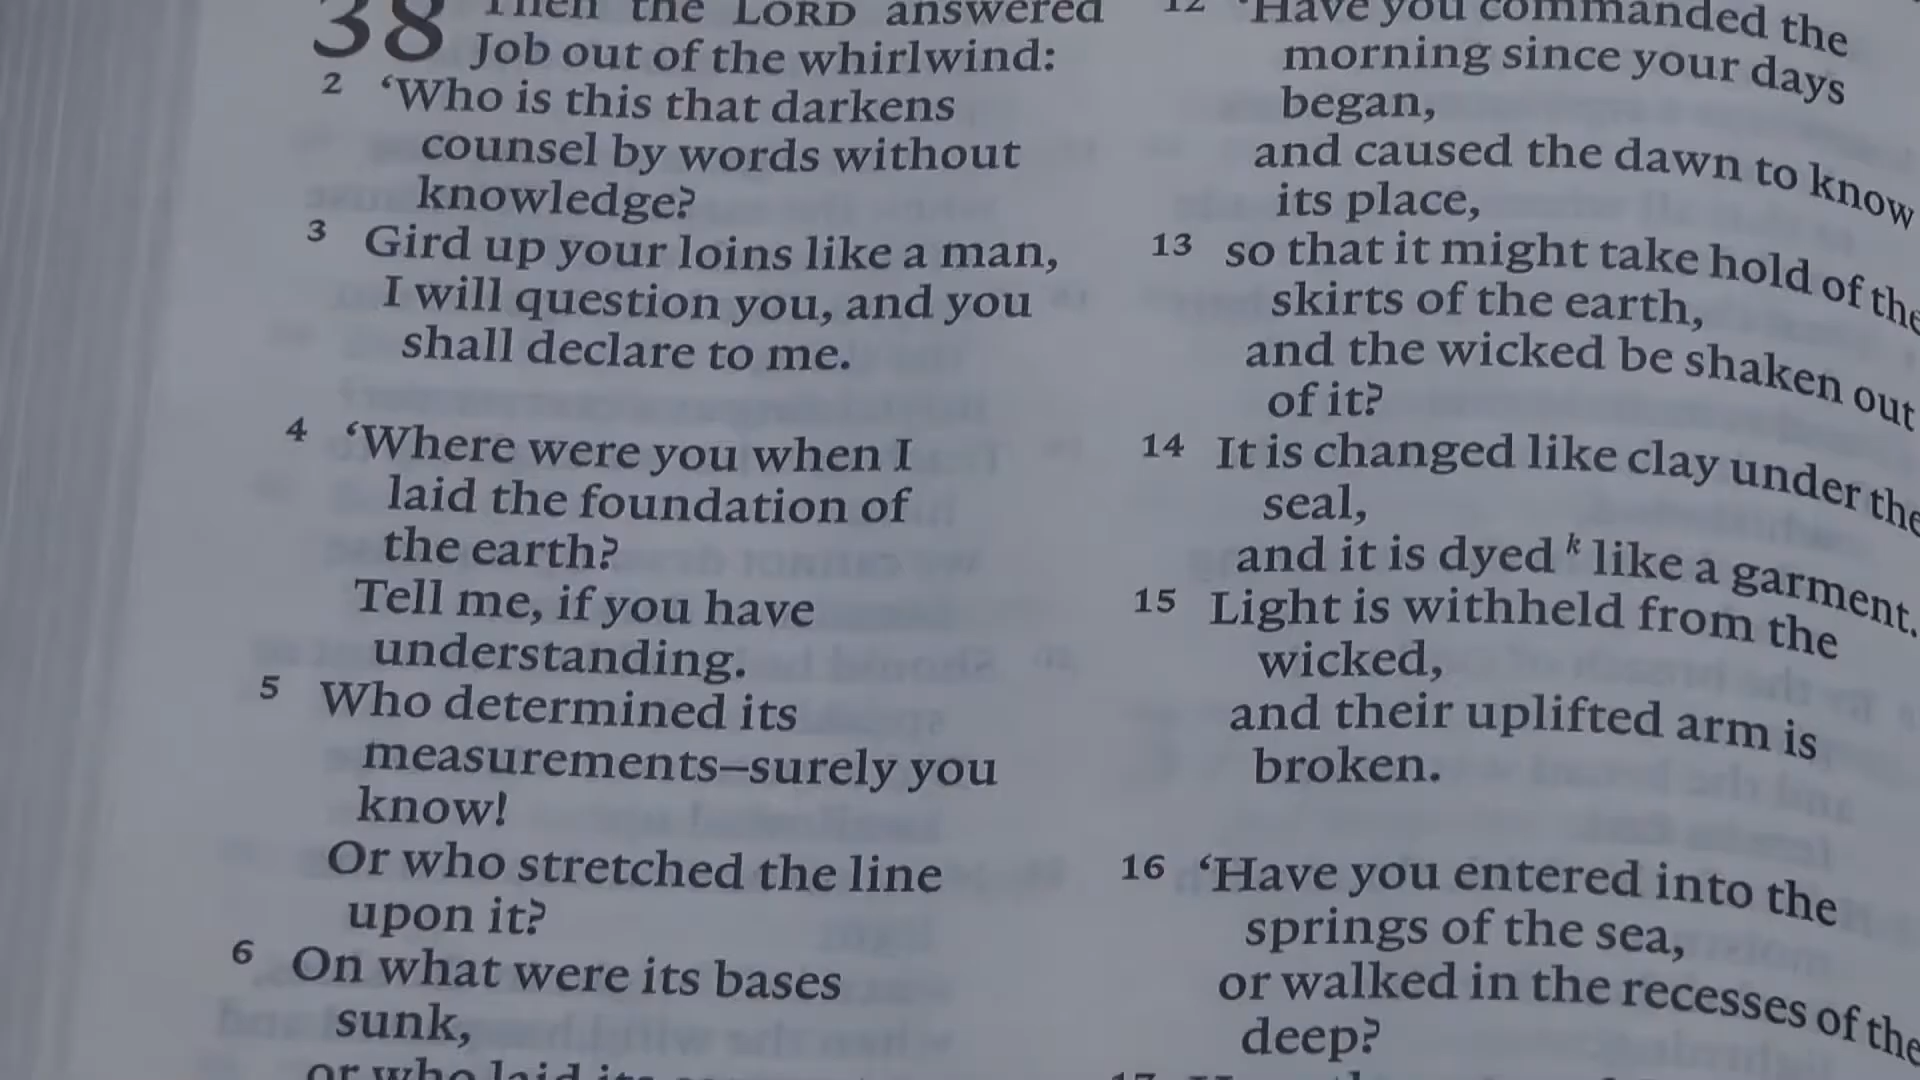 38 Then the LORD answered
Job out of the whirlwind:
2 ‘Who is this that darkens
counsel by words without
knowledge?
3 Gird up your loins like a man,
I will question you, and you
shall declare to me.
4 ‘Where were you when I
laid the foundation of
the earth?
Tell me, if you have
understanding.
5 Who determined its
measurements–surely you
know!
Or who stretched the line
upon it?
6 On what were its bases
sunk,
or who laid its
12 ‘Have you commanded the
morning since your days
began,
and caused the dawn to know
its place,
13 so that it might take hold of the
skirts of the earth,
and the wicked be shaken out
of it?
14 It is changed like clay under the
seal,
and it is dyed k like a garment.
15 Light is withheld from the
wicked,
and their uplifted arm is
broken.
16 ‘Have you entered into the
springs of the sea,
or walked in the recesses of the
deep?
17